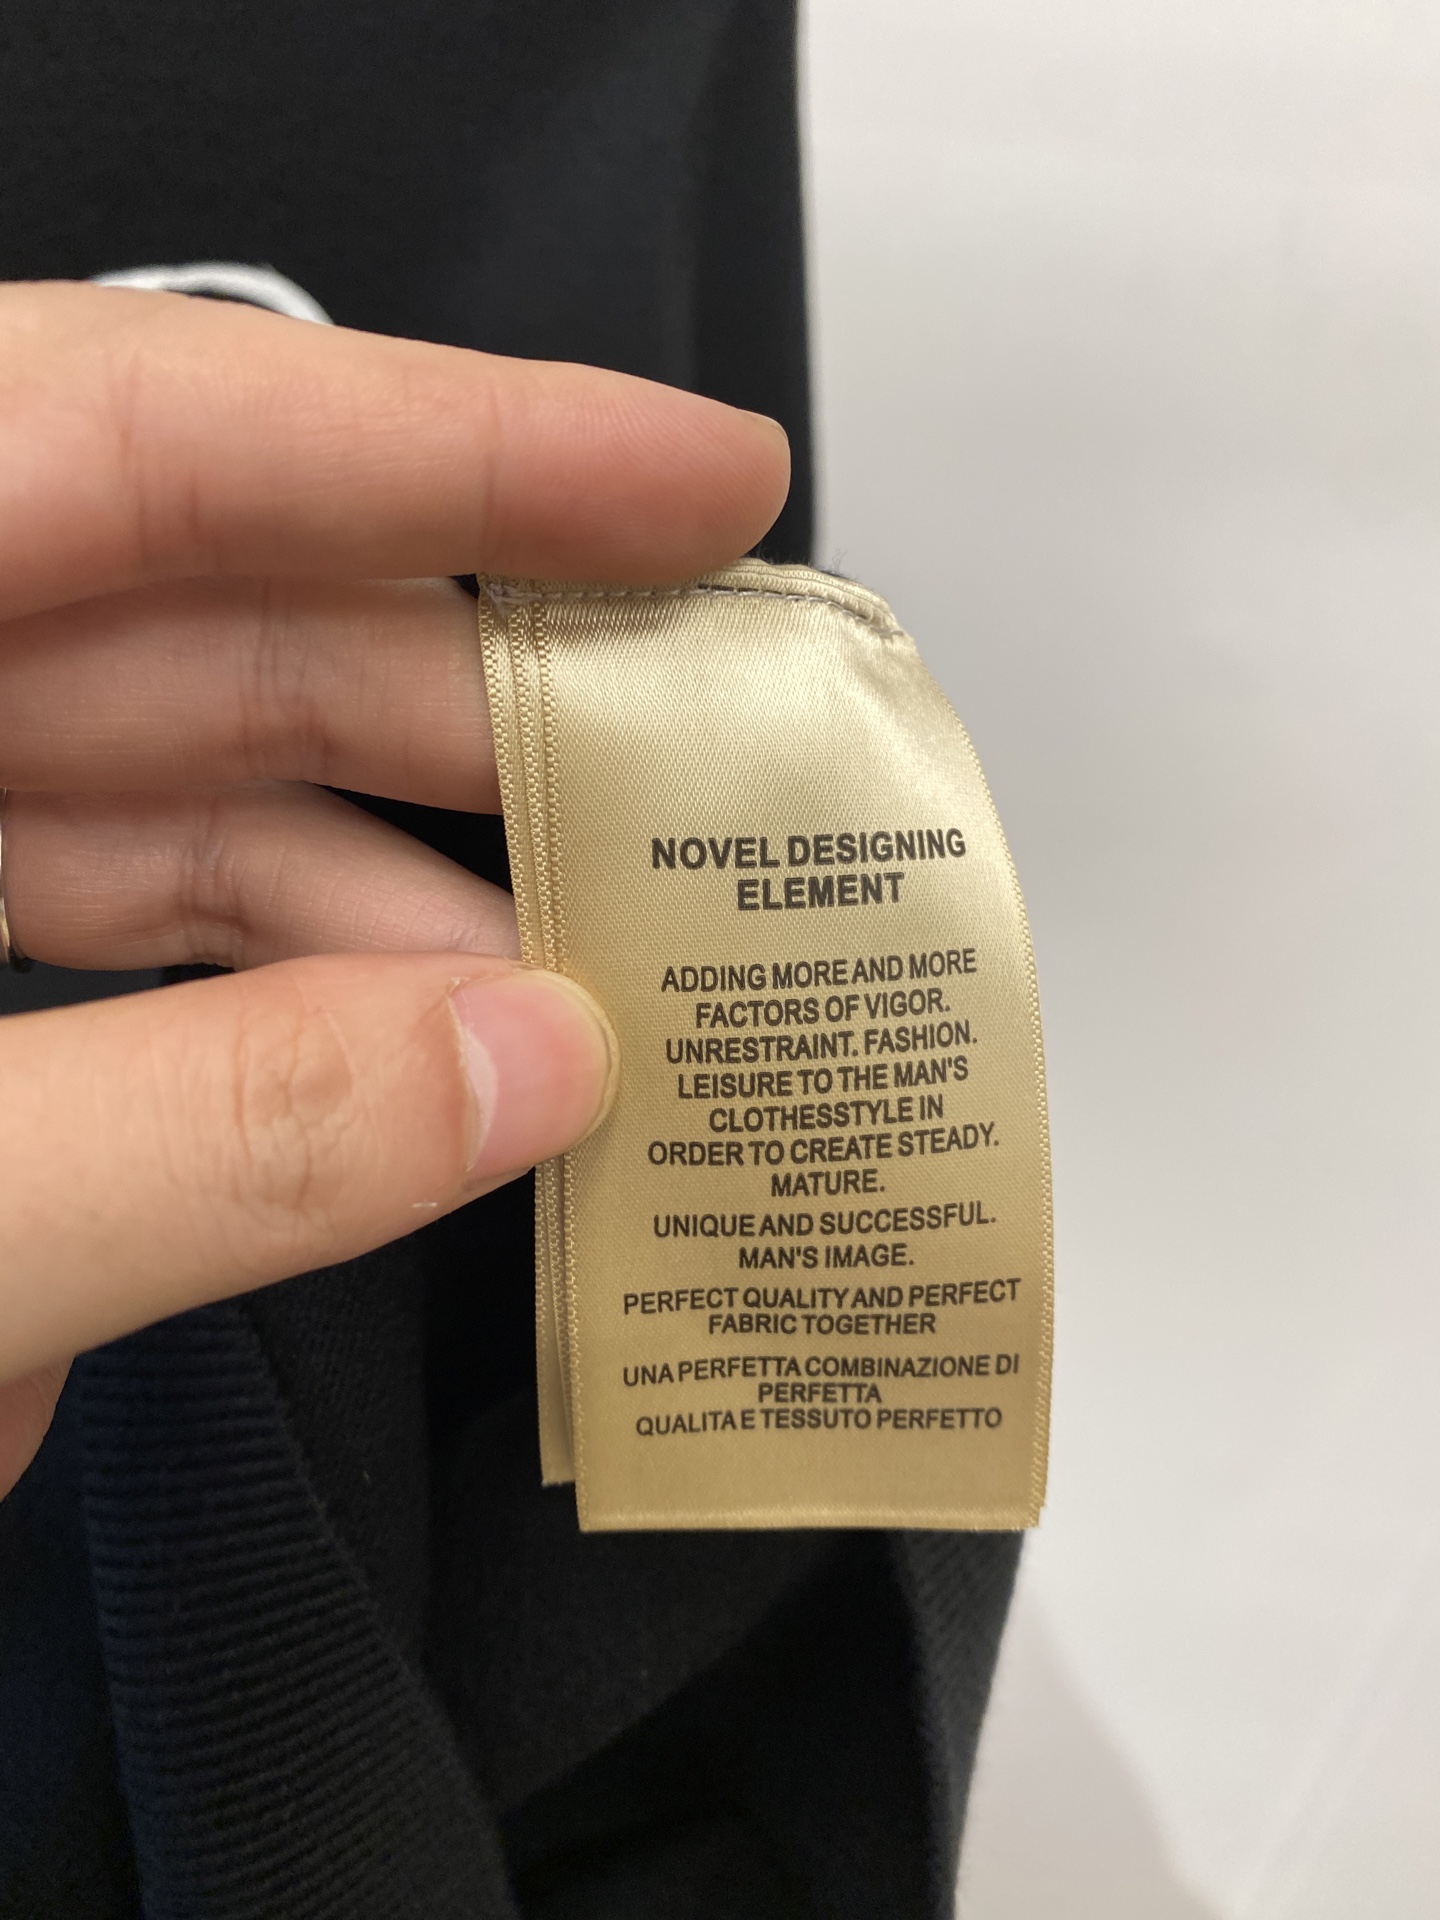 NOVEL DESIGNING
ELEMENT
ADDING MORE AND MORE
FACTORS OF VIGOR.
UNRESTRAINT. FASHION.
LEISURE TO THE MAN'S
CLOTHESSTYLE IN
ORDER TO CREATE STEADY.
MATURE.
UNIQUE AND SUCCESSFUL.
MAN'S IMAGE.
PERFECT QUALITY AND PERFECT
FABRIC TOGETHER
UNA PERFETTA COMBINAZIONE DI
PERFETTA
QUALITA E TESSUTO PERFETTO